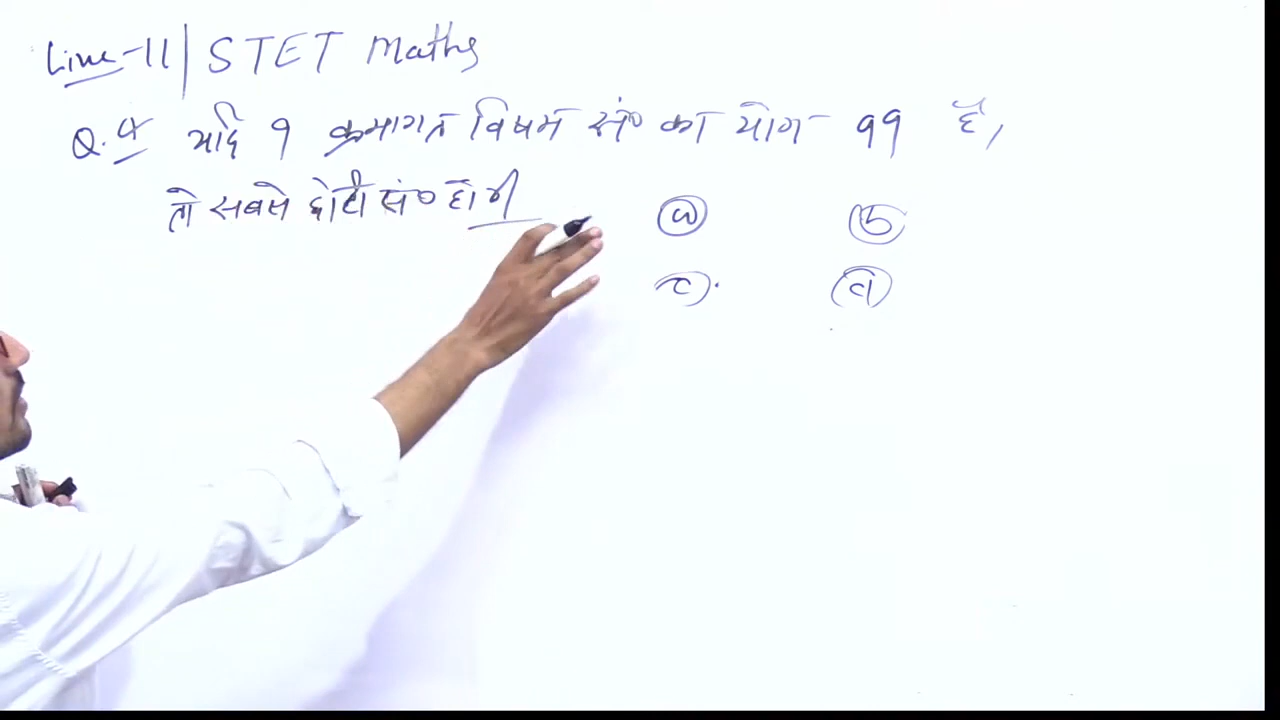 Live-11 | STET Maths
Q.4 यदि 9 क्रमागत विषम सं० का योग 99 है,
तो सबसे छोटी सं० होगी
(a) (b)
(c) (d)